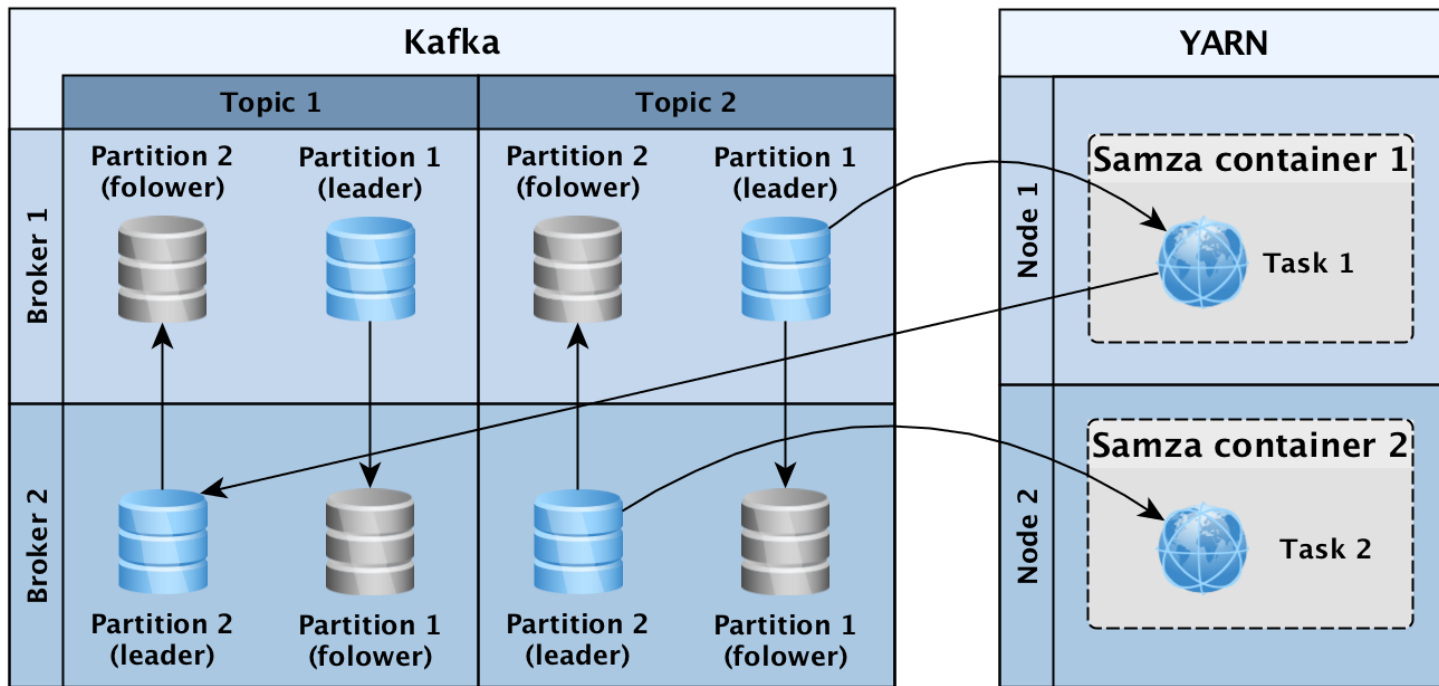 Kafka
Topic 1
Topic 2
Broker 1
Partition 2
(folower)
Partition 1
(leader)
Partition 2
(folower)
Partition 1
(leader)
Broker 2
Partition 2
(leader)
Partition 1
(folower)
Partition 2
(leader)
Partition 1
(folower)
YARN
Node 1
Samza container 1
Task 1
Node 2
Samza container 2
Task 2